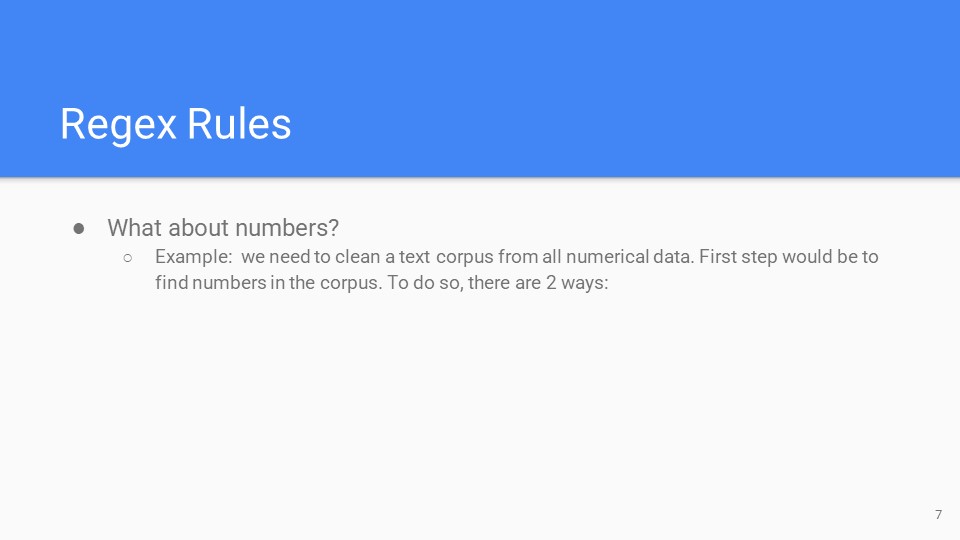 Regex Rules
● What about numbers?
○ Example:  we need to clean a text corpus from all numerical data. First step would be to
find numbers in the corpus. To do so, there are 2 ways:
7